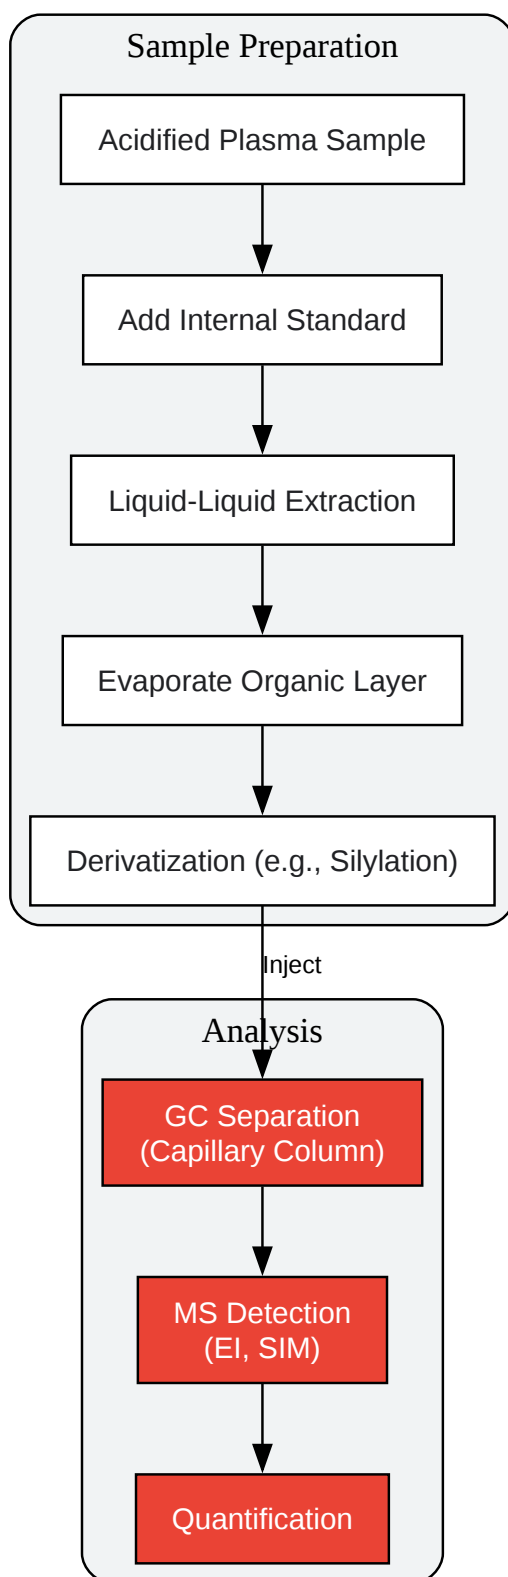 Sample Preparation
Acidified Plasma Sample
Add Internal Standard
Liquid-Liquid Extraction
Evaporate Organic Layer
Derivatization (e.g., Silylation)
Inject
Analysis
GC Separation
(Capillary Column)
MS Detection
(EI, SIM)
Quantification